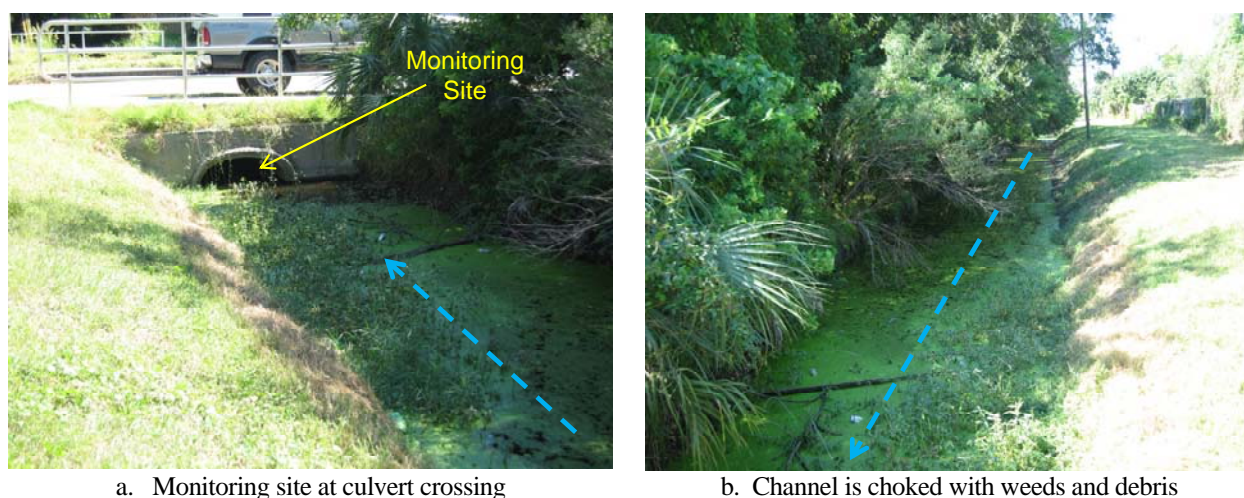 Monitoring
Site
a. Monitoring site at culvert crossing
b. Channel is choked with weeds and debris